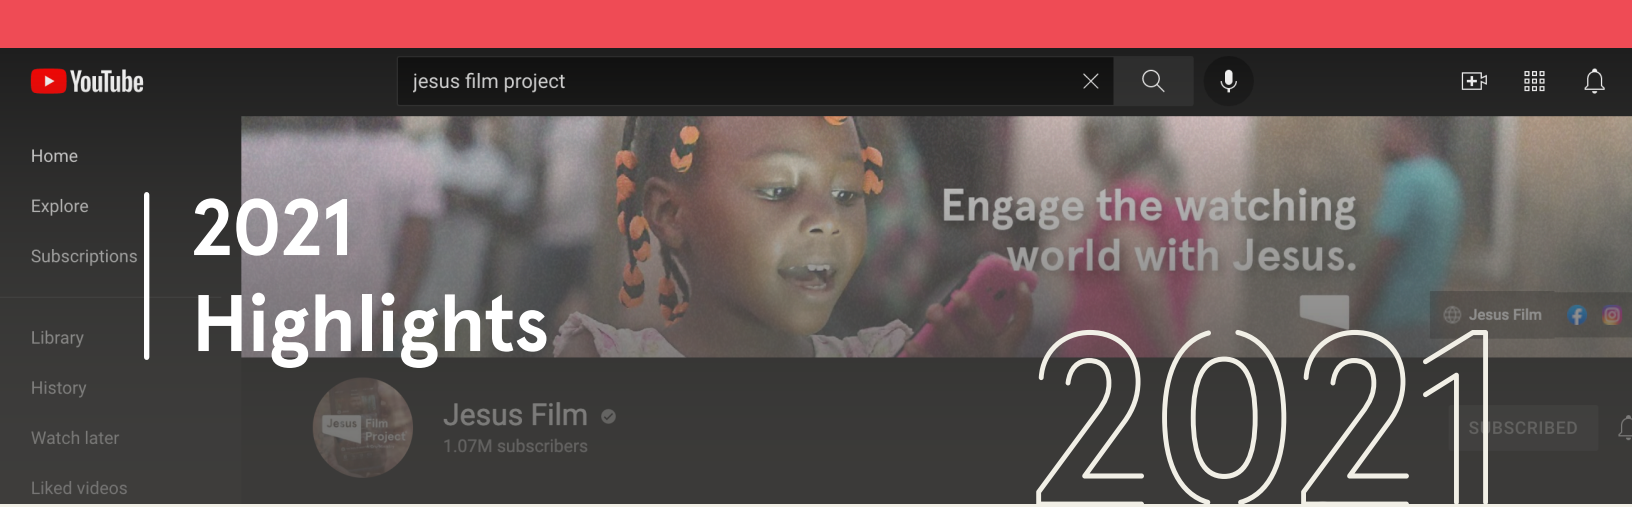 YouTube
jesus film project
Home
Explore
Subscriptions
Library
History
Watch later
Liked videos
2021
Highlights
Engage the watching
world with Jesus.
Jesus Film
2021
Jesus Film
Project
Jesus Film
1.07M subscribers
SUBSCRIBED